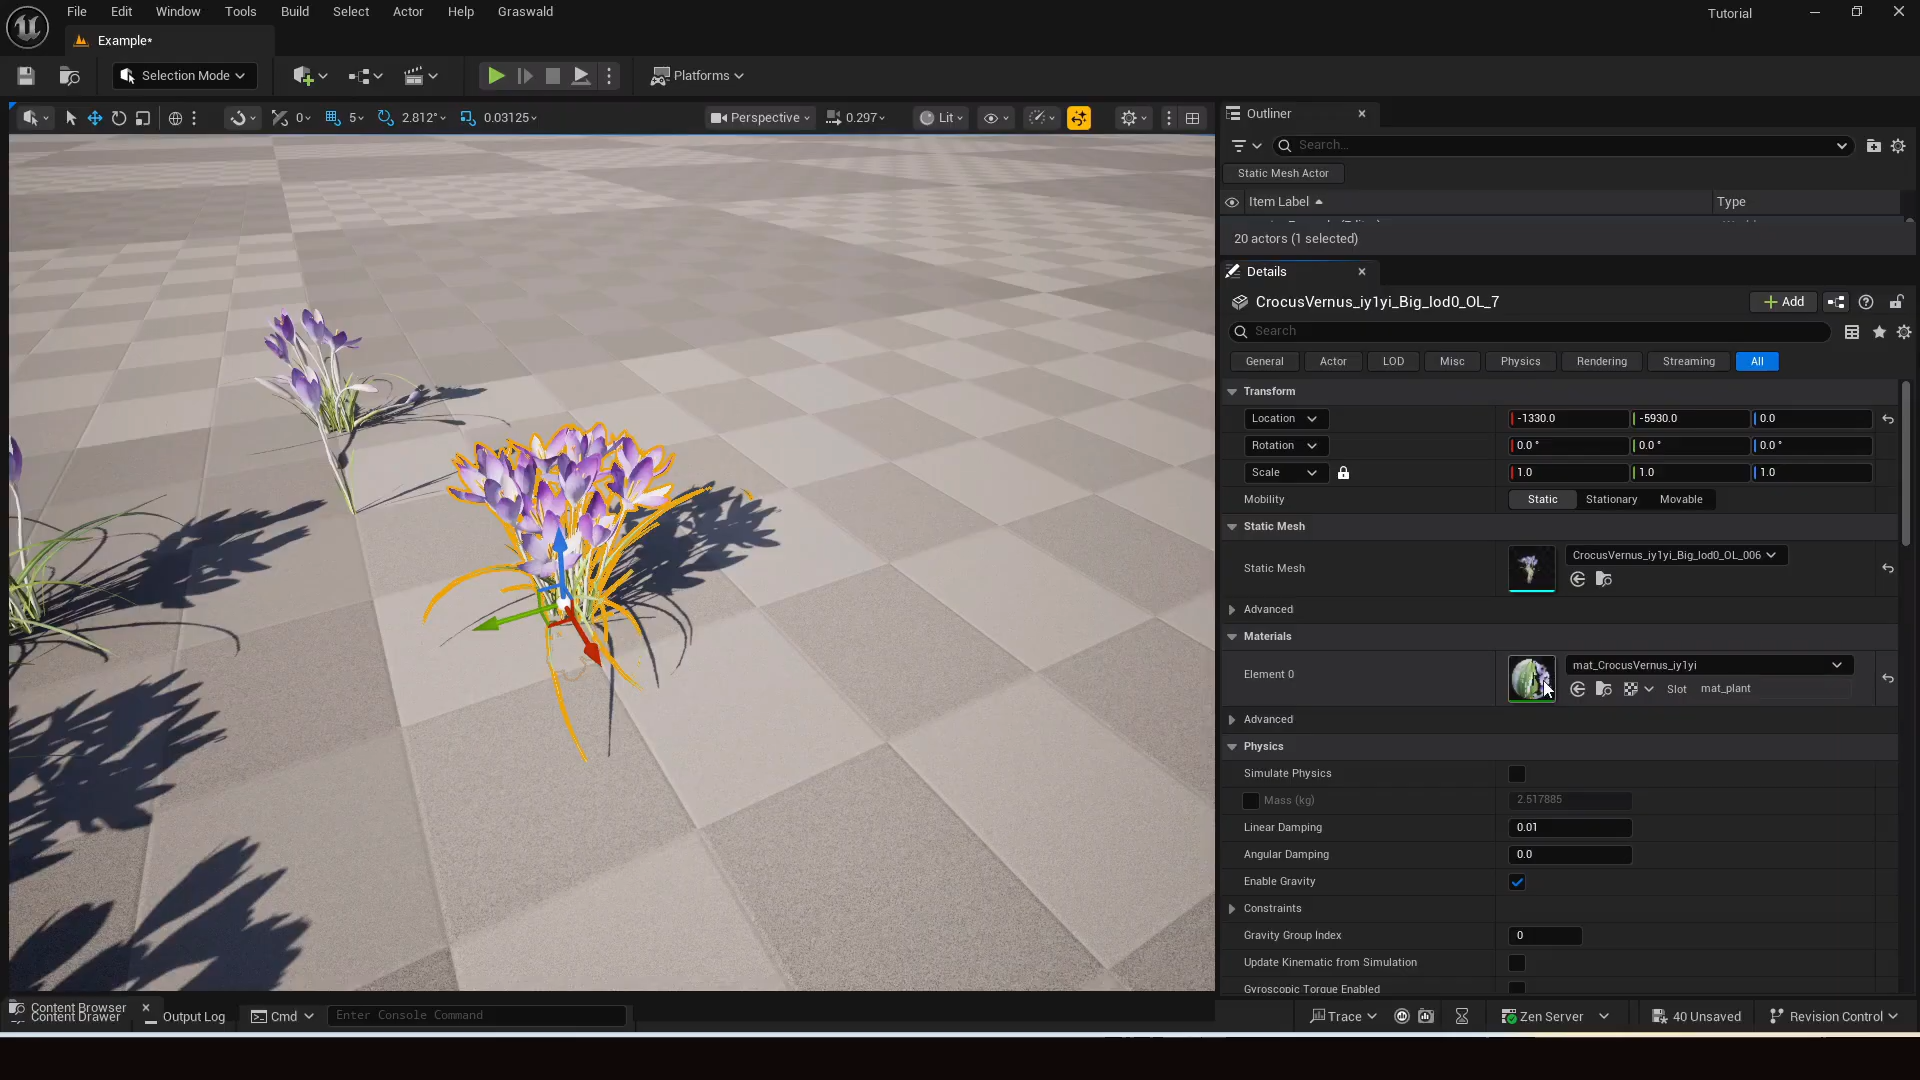 File Edit Window Tools Build Select Actor Help Graswald
Tutorial
Example*
Selection Mode
Platforms
0
5
2.812°
0.03125
Perspective
0.297
Lit
Outliner
Search...
Static Mesh Actor
Item Label
Type
20 actors (1 selected)
Details
CrocusVernus_iy1yi_Big_lod0_OL_7
Add
Search
General
Actor
LOD
Misc
Physics
Rendering
Streaming
All
Transform
Location
-1330.0
-5930.0
0.0
Rotation
0.0 °
0.0 °
0.0 °
Scale
1.0
1.0
1.0
Mobility
Static
Stationary
Movable
Static Mesh
CrocusVernus_iy1yi_Big_lod0_OL_006
Static Mesh
Advanced
Materials
mat_CrocusVernus_iy1yi
Element 0
Slot
mat_plant
Advanced
Physics
Simulate Physics
Mass (kg)
2.517885
Linear Damping
0.01
Angular Damping
0.0
Enable Gravity
Constraints
Gravity Group Index
0
Update Kinematic from Simulation
Gyroscopic Torque Enabled
Content Browser
Content Drawer
Output Log
Cmd
Enter Console Command
Trace
Zen Server
40 Unsaved
Revision Control